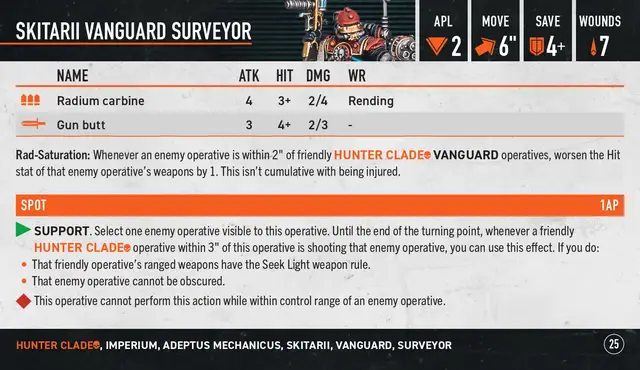 SKITARII VANGUARD SURVEYOR
APL MOVE SAVE WOUNDS
2 6" 4+ 7
NAME ATK HIT DMG WR
Radium carbine 4 3+ 2/4 Rending
Gun butt 3 4+ 2/3 -
Rad-Saturation: Whenever an enemy operative is within 2" of friendly HUNTER CLADE VANGUARD operatives, worsen the Hit
stat of that enemy operative's weapons by 1. This isn't cumulative with being injured.
SPOT 1AP
SUPPORT. Select one enemy operative visible to this operative. Until the end of the turning point, whenever a friendly
HUNTER CLADE operative within 3" of this operative is shooting that enemy operative, you can use this effect. If you do:
• That friendly operative's ranged weapons have the Seek Light weapon rule.
• That enemy operative cannot be obscured.
This operative cannot perform this action while within control range of an enemy operative.
HUNTER CLADE, IMPERIUM, ADEPTUS MECHANICUS, SKITARII, VANGUARD, SURVEYOR 25